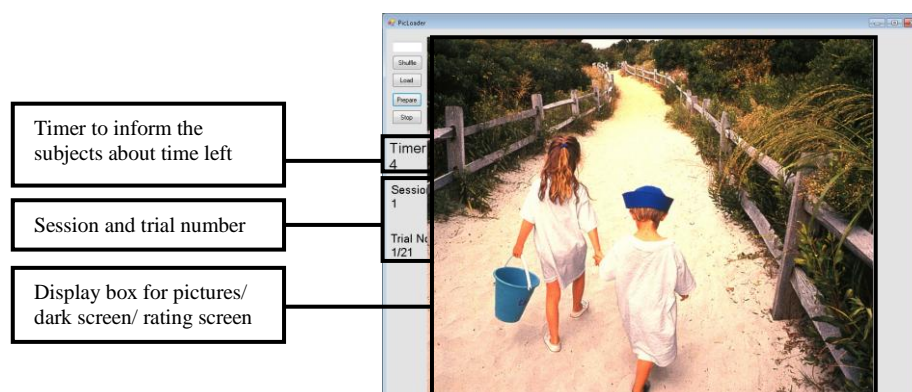 PicLoader
Shuffle
Load
Prepare
Stop
Timer to inform the
subjects about time left
Timer
4
Session and trial number
Sessio
1
Trial No
1/21
Display box for pictures/
dark screen/ rating screen